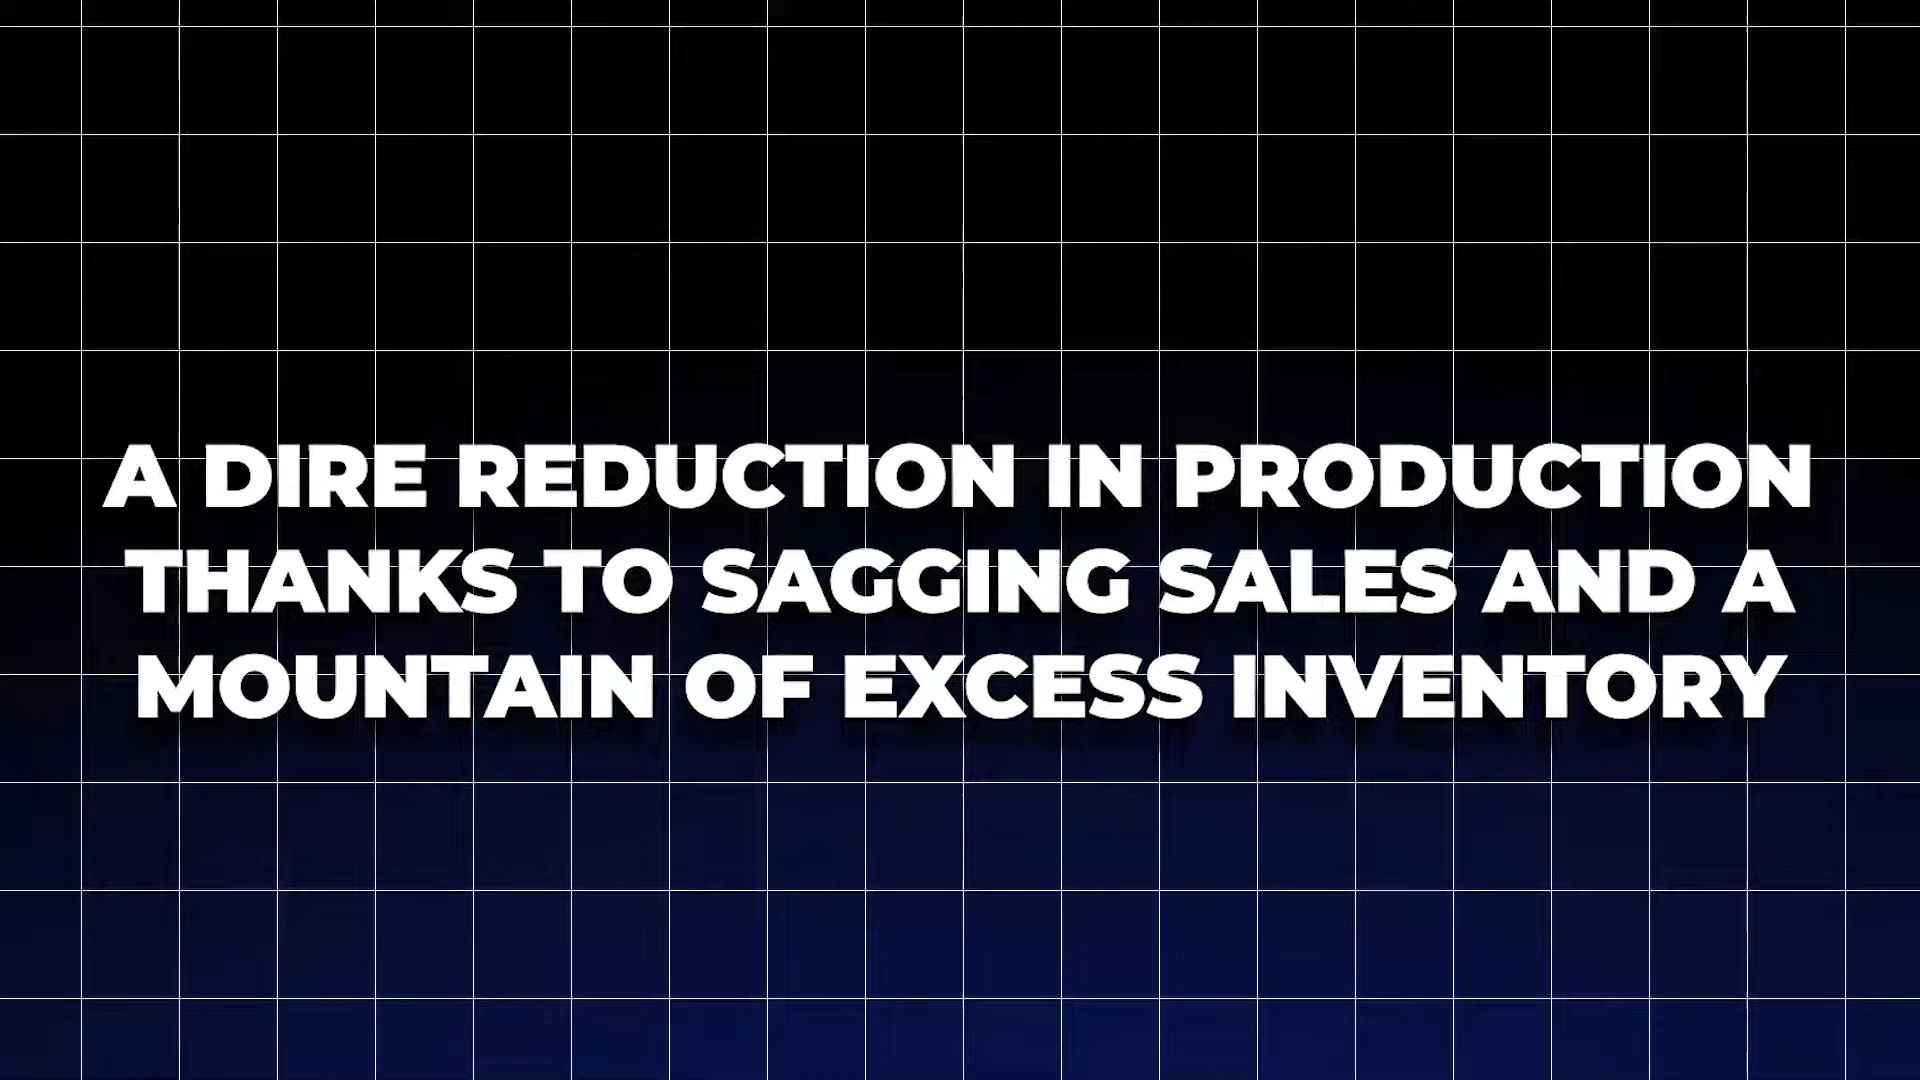 A DIRE REDUCTION IN PRODUCTION
THANKS TO SAGGING SALES AND A
MOUNTAIN OF EXCESS INVENTORY